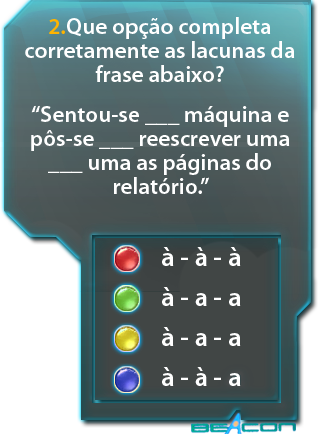 2.Que opção completa
corretamente as lacunas da
frase abaixo?
“Sentou-se ___ máquina e
pôs-se ___ reescrever uma
___ uma as páginas do
relatório.”
à - à - à
à - a - a
à - a - a
à - à - a
BEACON